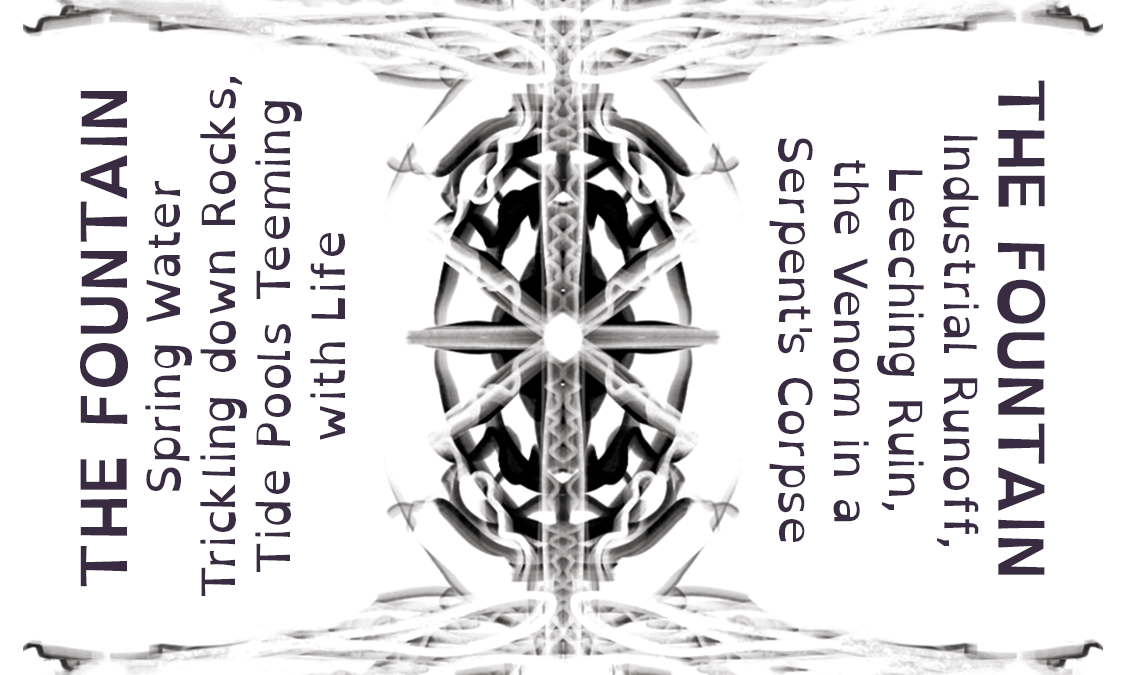 THE FOUNTAIN
Spring Water
Trickling down Rocks,
Tide Pools Teeming
with Life
THE FOUNTAIN
Industrial Runoff,
Leeching Ruin,
the Venom in a
Serpent's Corpse